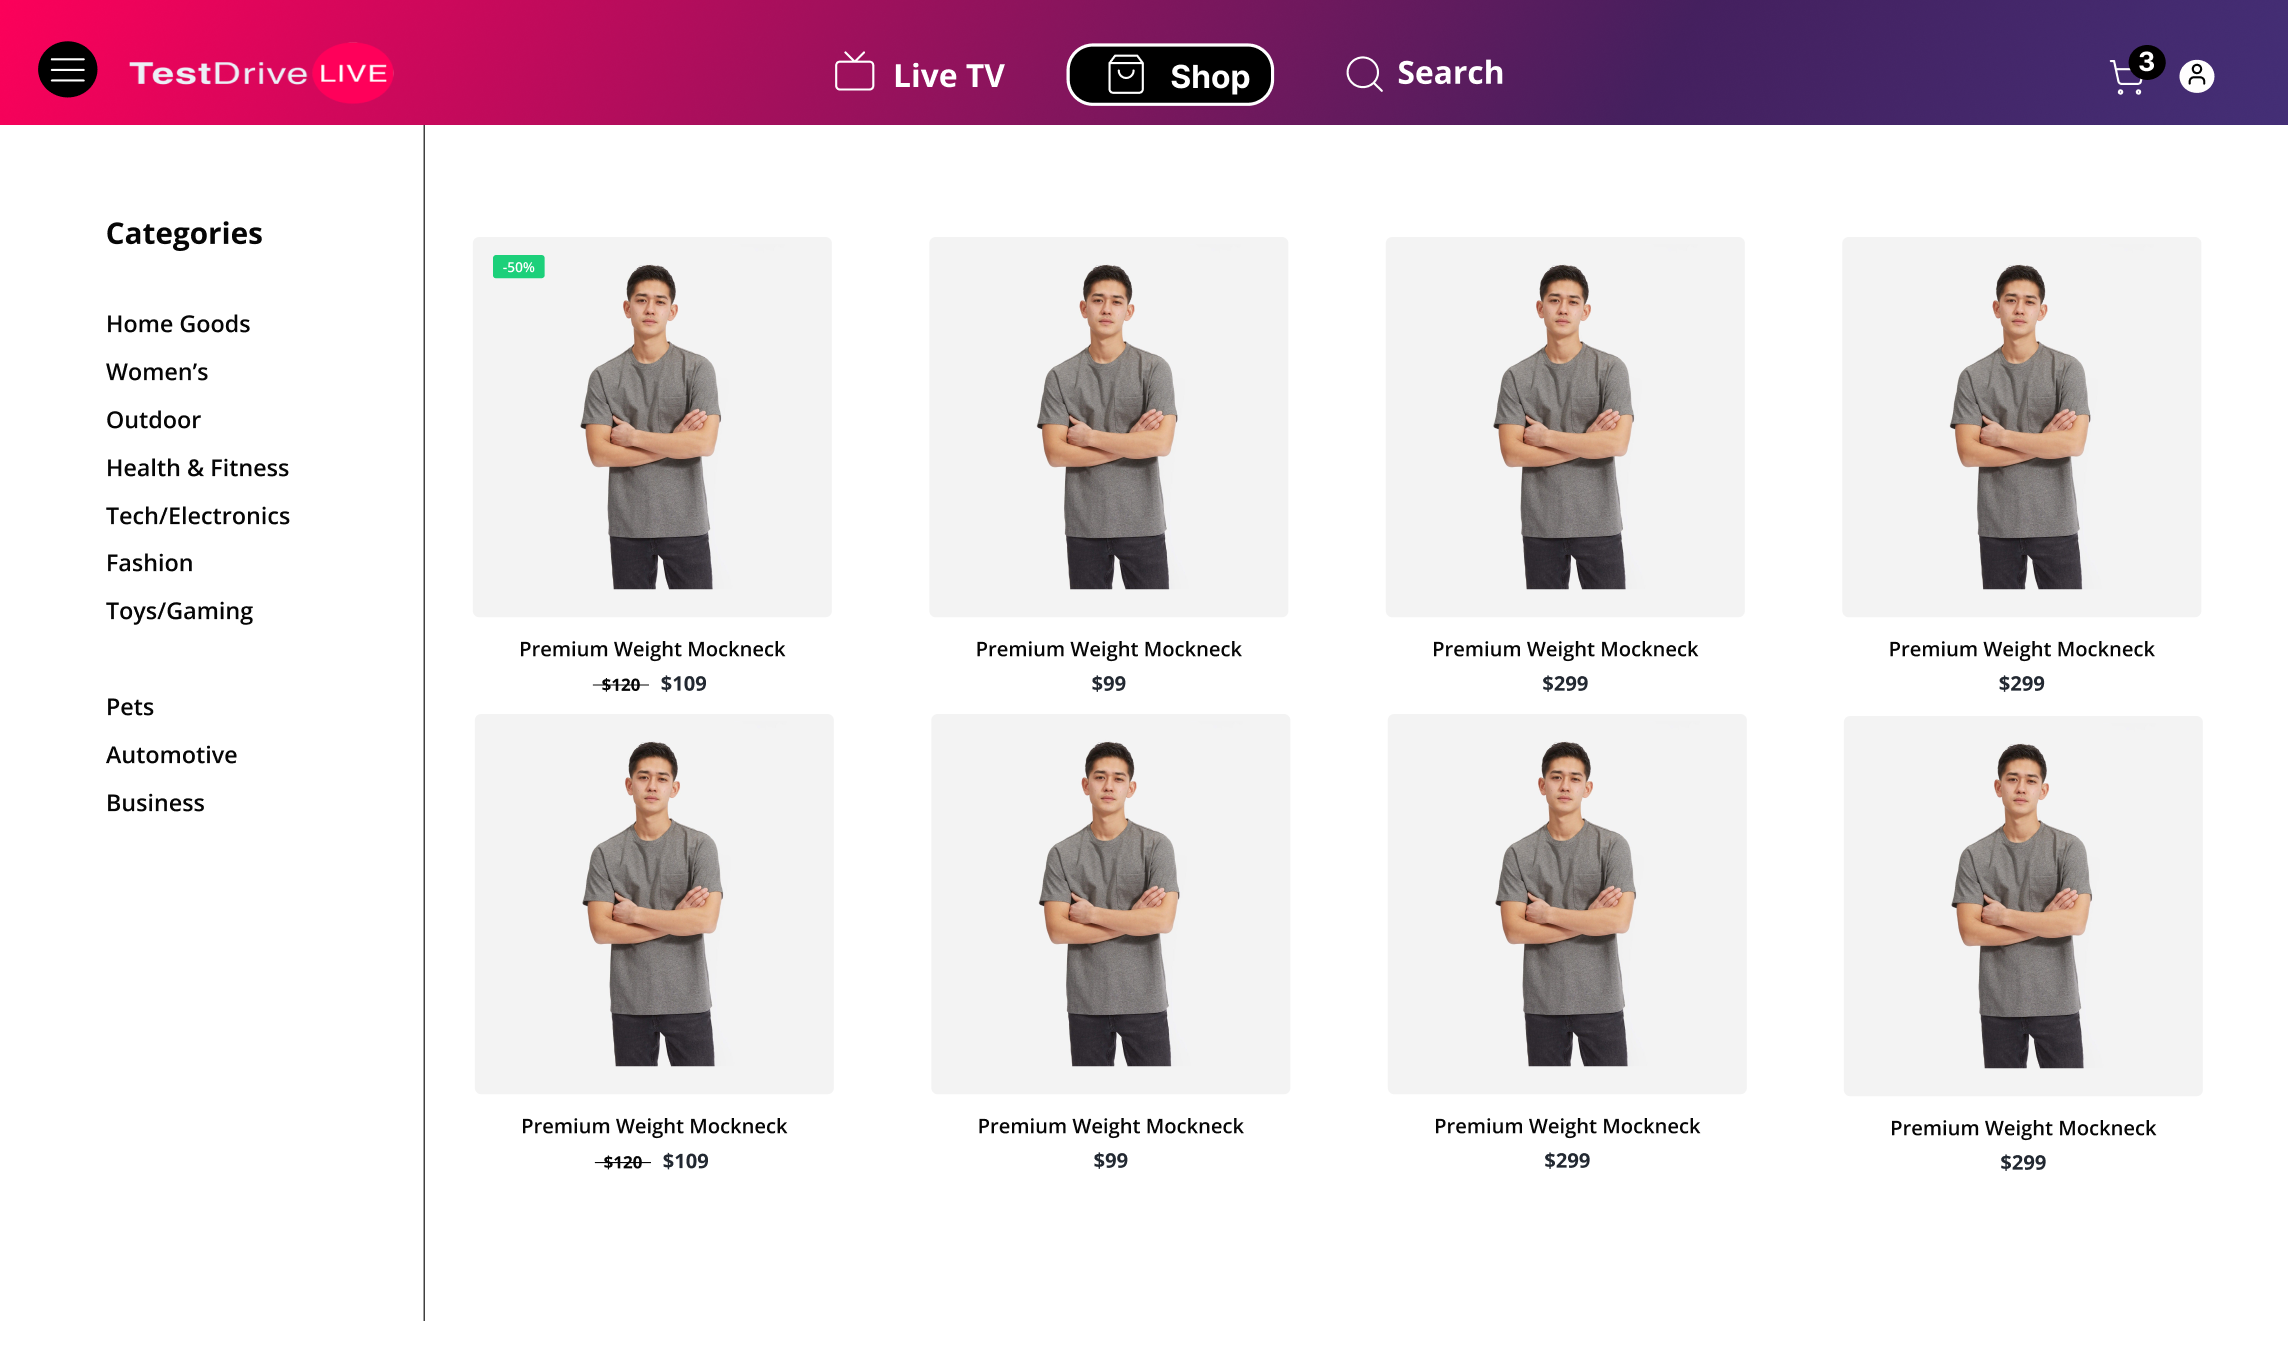 TestDrive LIVE
Live TV
Shop
Search
3
Categories
Home Goods
Women’s
Outdoor
Health & Fitness
Tech/Electronics
Fashion
Toys/Gaming
Pets
Automotive
Business
-50%
Premium Weight Mockneck
$120 $109
Premium Weight Mockneck
$99
Premium Weight Mockneck
$299
Premium Weight Mockneck
$299
Premium Weight Mockneck
$120 $109
Premium Weight Mockneck
$99
Premium Weight Mockneck
$299
Premium Weight Mockneck
$299